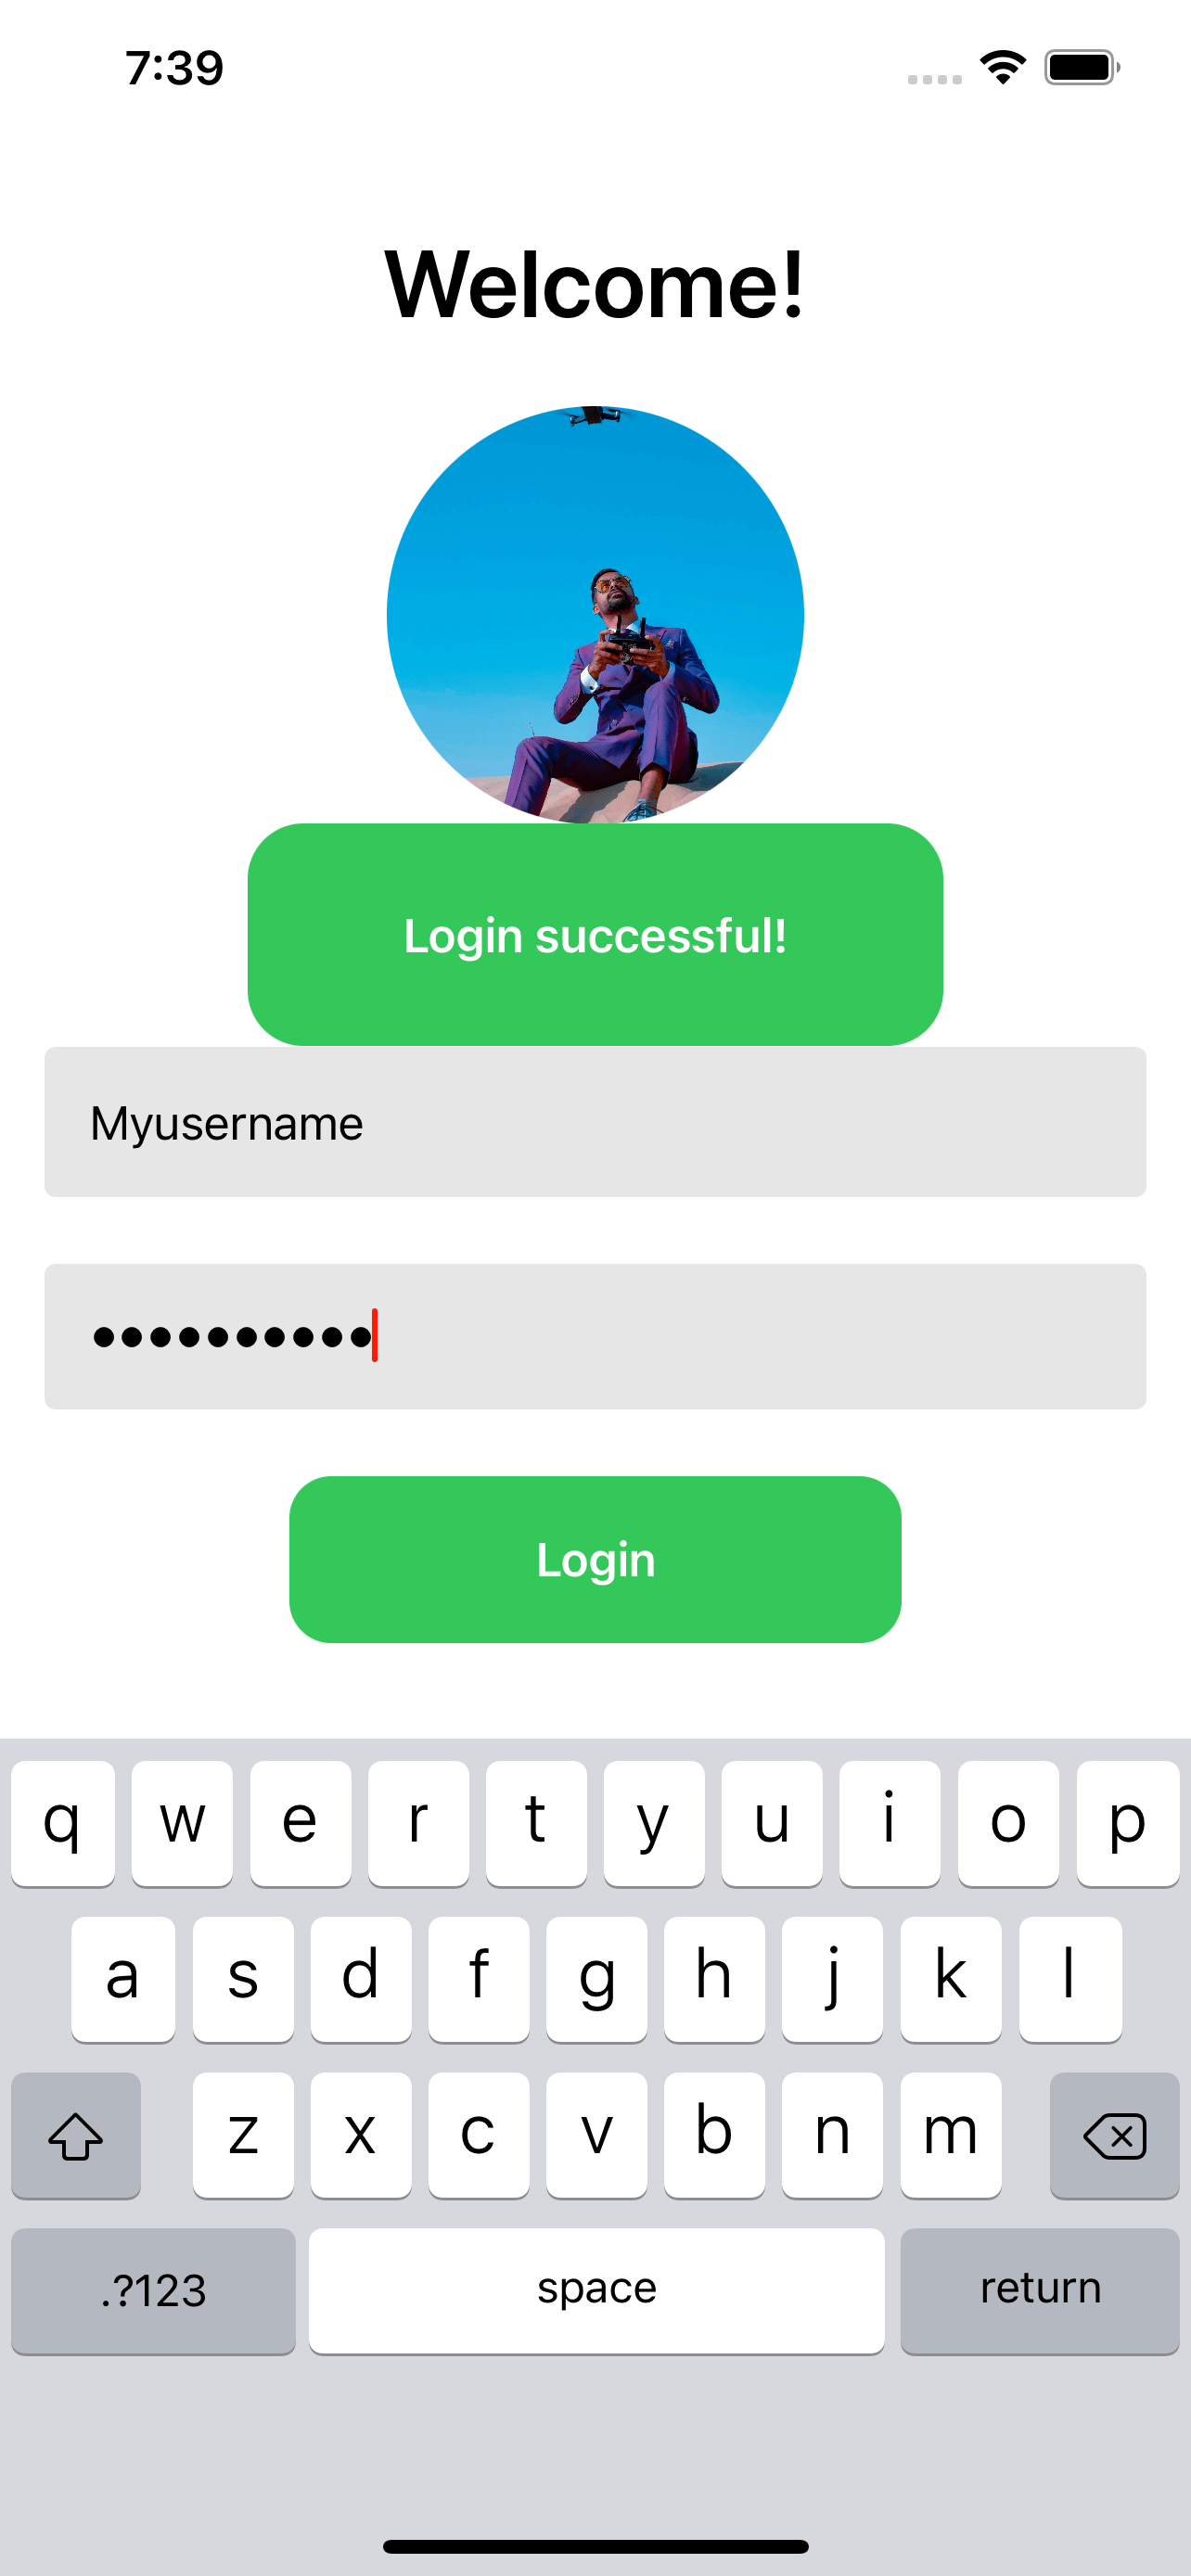 7:39
Welcome!
Login successful!
Myusername
••••••••••
Login
q w e r t y u i o p
a s d f g h j k l
z x c v b n m
.?123 space return